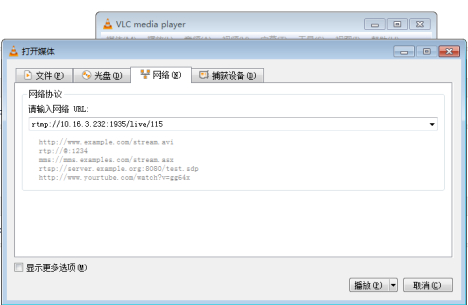 VLC media player
打开媒体
文件(F)
光盘(D)
网络(N)
捕获设备(D)
网络协议
请输入网络 URL:
rtmp://10.16.3.232:1935/live/115
http://www.example.com/stream.avi
rtp://@:1234
mms://mms.examples.com/stream.asx
rtsp://server.example.org:8080/test.sdp
http://www.yourtube.com/watch?v=gg64x
显示更多选项(M)
播放(P)
取消(C)